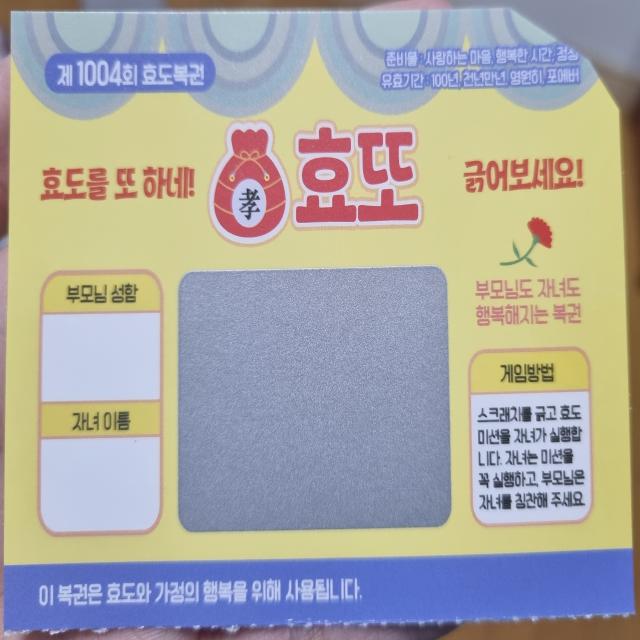 제 1004회 효도복권
준비물 : 사랑하는 마음, 행복한 시간, 정성
유효기간 : 100년, 천년만년, 영원히, 포에버
효도를 또 하네!
孝
효또
긁어보세요!
부모님도 자녀도
행복해지는 복권
부모님 성함
자녀 이름
게임방법
스크래치를 긁고 효도
미션을 자녀가 실행합
니다. 자녀는 미션을
꼭 실행하고, 부모님은
자녀를 칭찬해 주세요.
이 복권은 효도와 가정의 행복을 위해 사용됩니다.